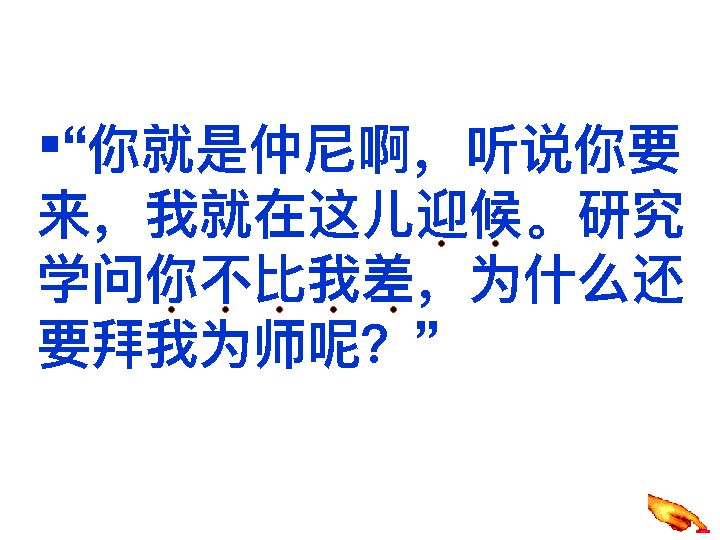 ▪“你就是仲尼啊，听说你要
来，我就在这儿迎候。研究
学问你不比我差，为什么还
要拜我为师呢？”